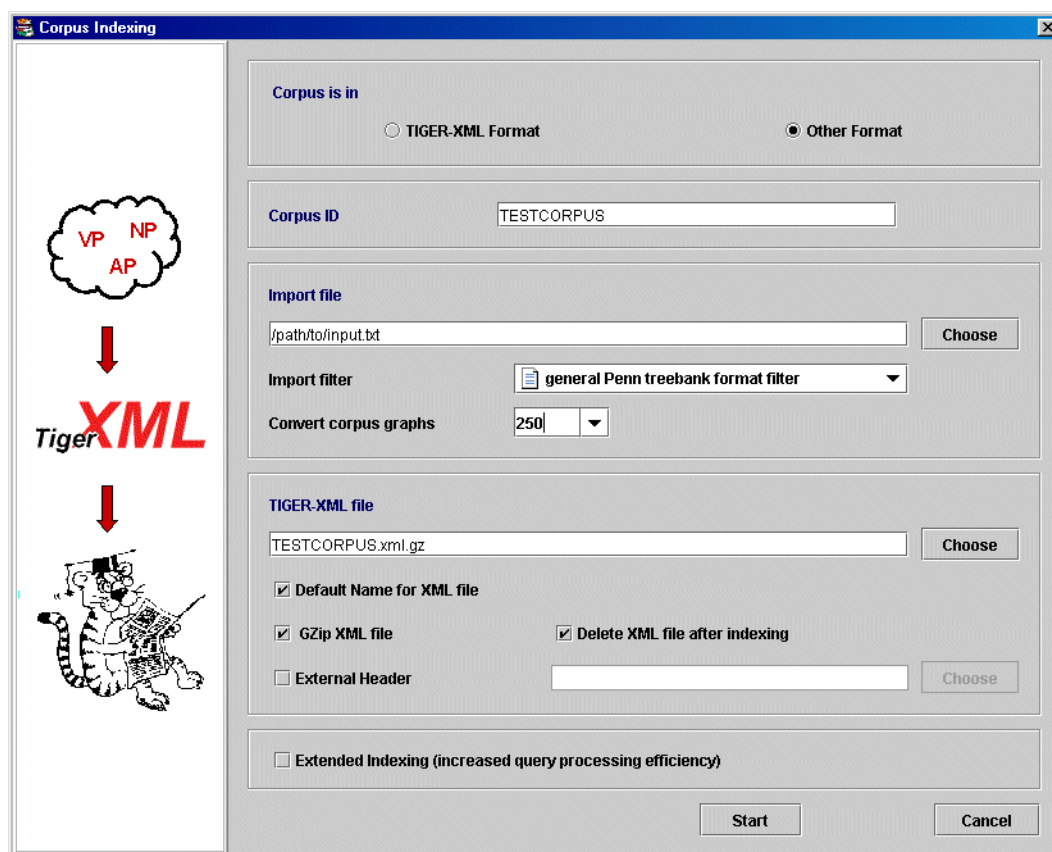 Corpus Indexing
VP NP
AP
Tiger XML
Corpus is in
TIGER-XML Format Other Format
Corpus ID TESTCORPUS
Import file
/path/to/input.txt Choose
Import filter general Penn treebank format filter
Convert corpus graphs 250
TIGER-XML file
TESTCORPUS.xml.gz Choose
Default Name for XML file
GZip XML file Delete XML file after indexing
External Header Choose
Extended Indexing (increased query processing efficiency)
Start Cancel